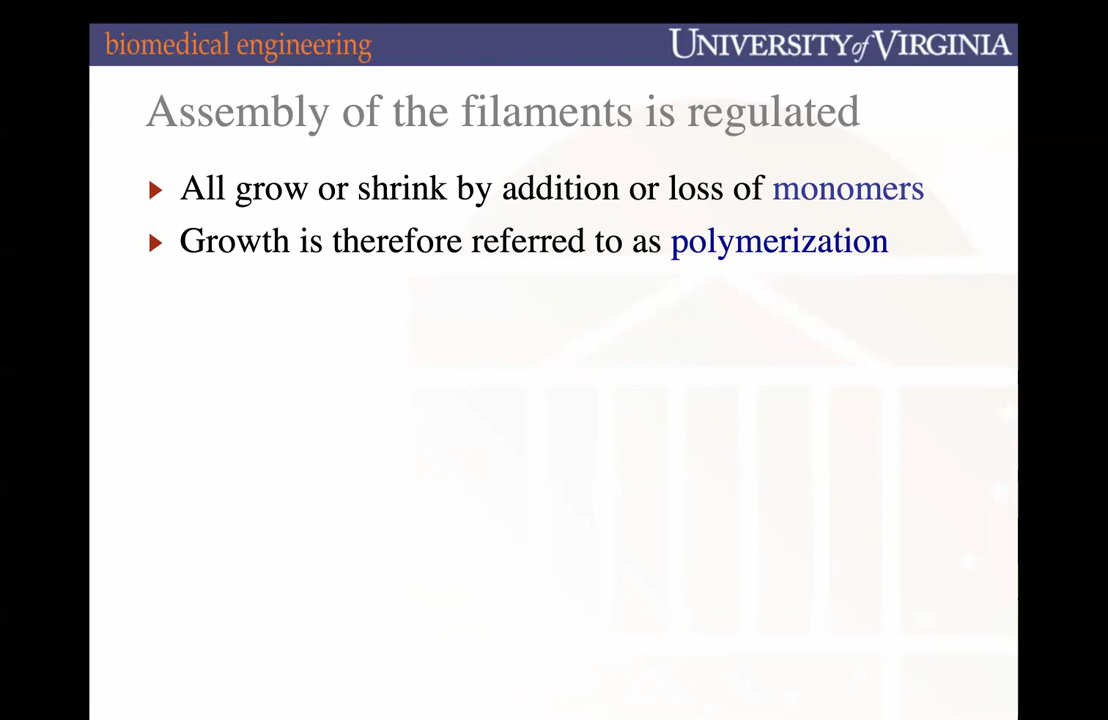 biomedical engineering
UNIVERSITY of VIRGINIA
Assembly of the filaments is regulated
All grow or shrink by addition or loss of monomers
Growth is therefore referred to as polymerization